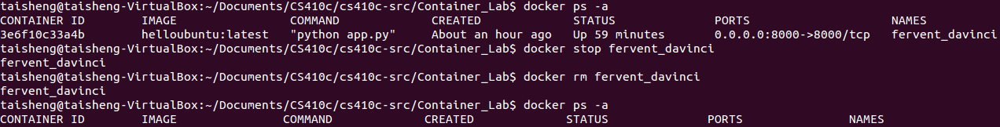 taisheng@taisheng-VirtualBox:~/Documents/CS410c/cs410c-src/Container_Lab$ docker ps -a
CONTAINER ID        IMAGE                COMMAND             CREATED             STATUS              PORTS                    NAMES
3e6f10c33a4b        helloubuntu:latest   "python app.py"     About an hour ago   Up 59 minutes       0.0.0.0:8000->8000/tcp   fervent_davinci
taisheng@taisheng-VirtualBox:~/Documents/CS410c/cs410c-src/Container_Lab$ docker stop fervent_davinci
fervent_davinci
taisheng@taisheng-VirtualBox:~/Documents/CS410c/cs410c-src/Container_Lab$ docker rm fervent_davinci
fervent_davinci
taisheng@taisheng-VirtualBox:~/Documents/CS410c/cs410c-src/Container_Lab$ docker ps -a
CONTAINER ID        IMAGE               COMMAND             CREATED             STATUS              PORTS               NAMES